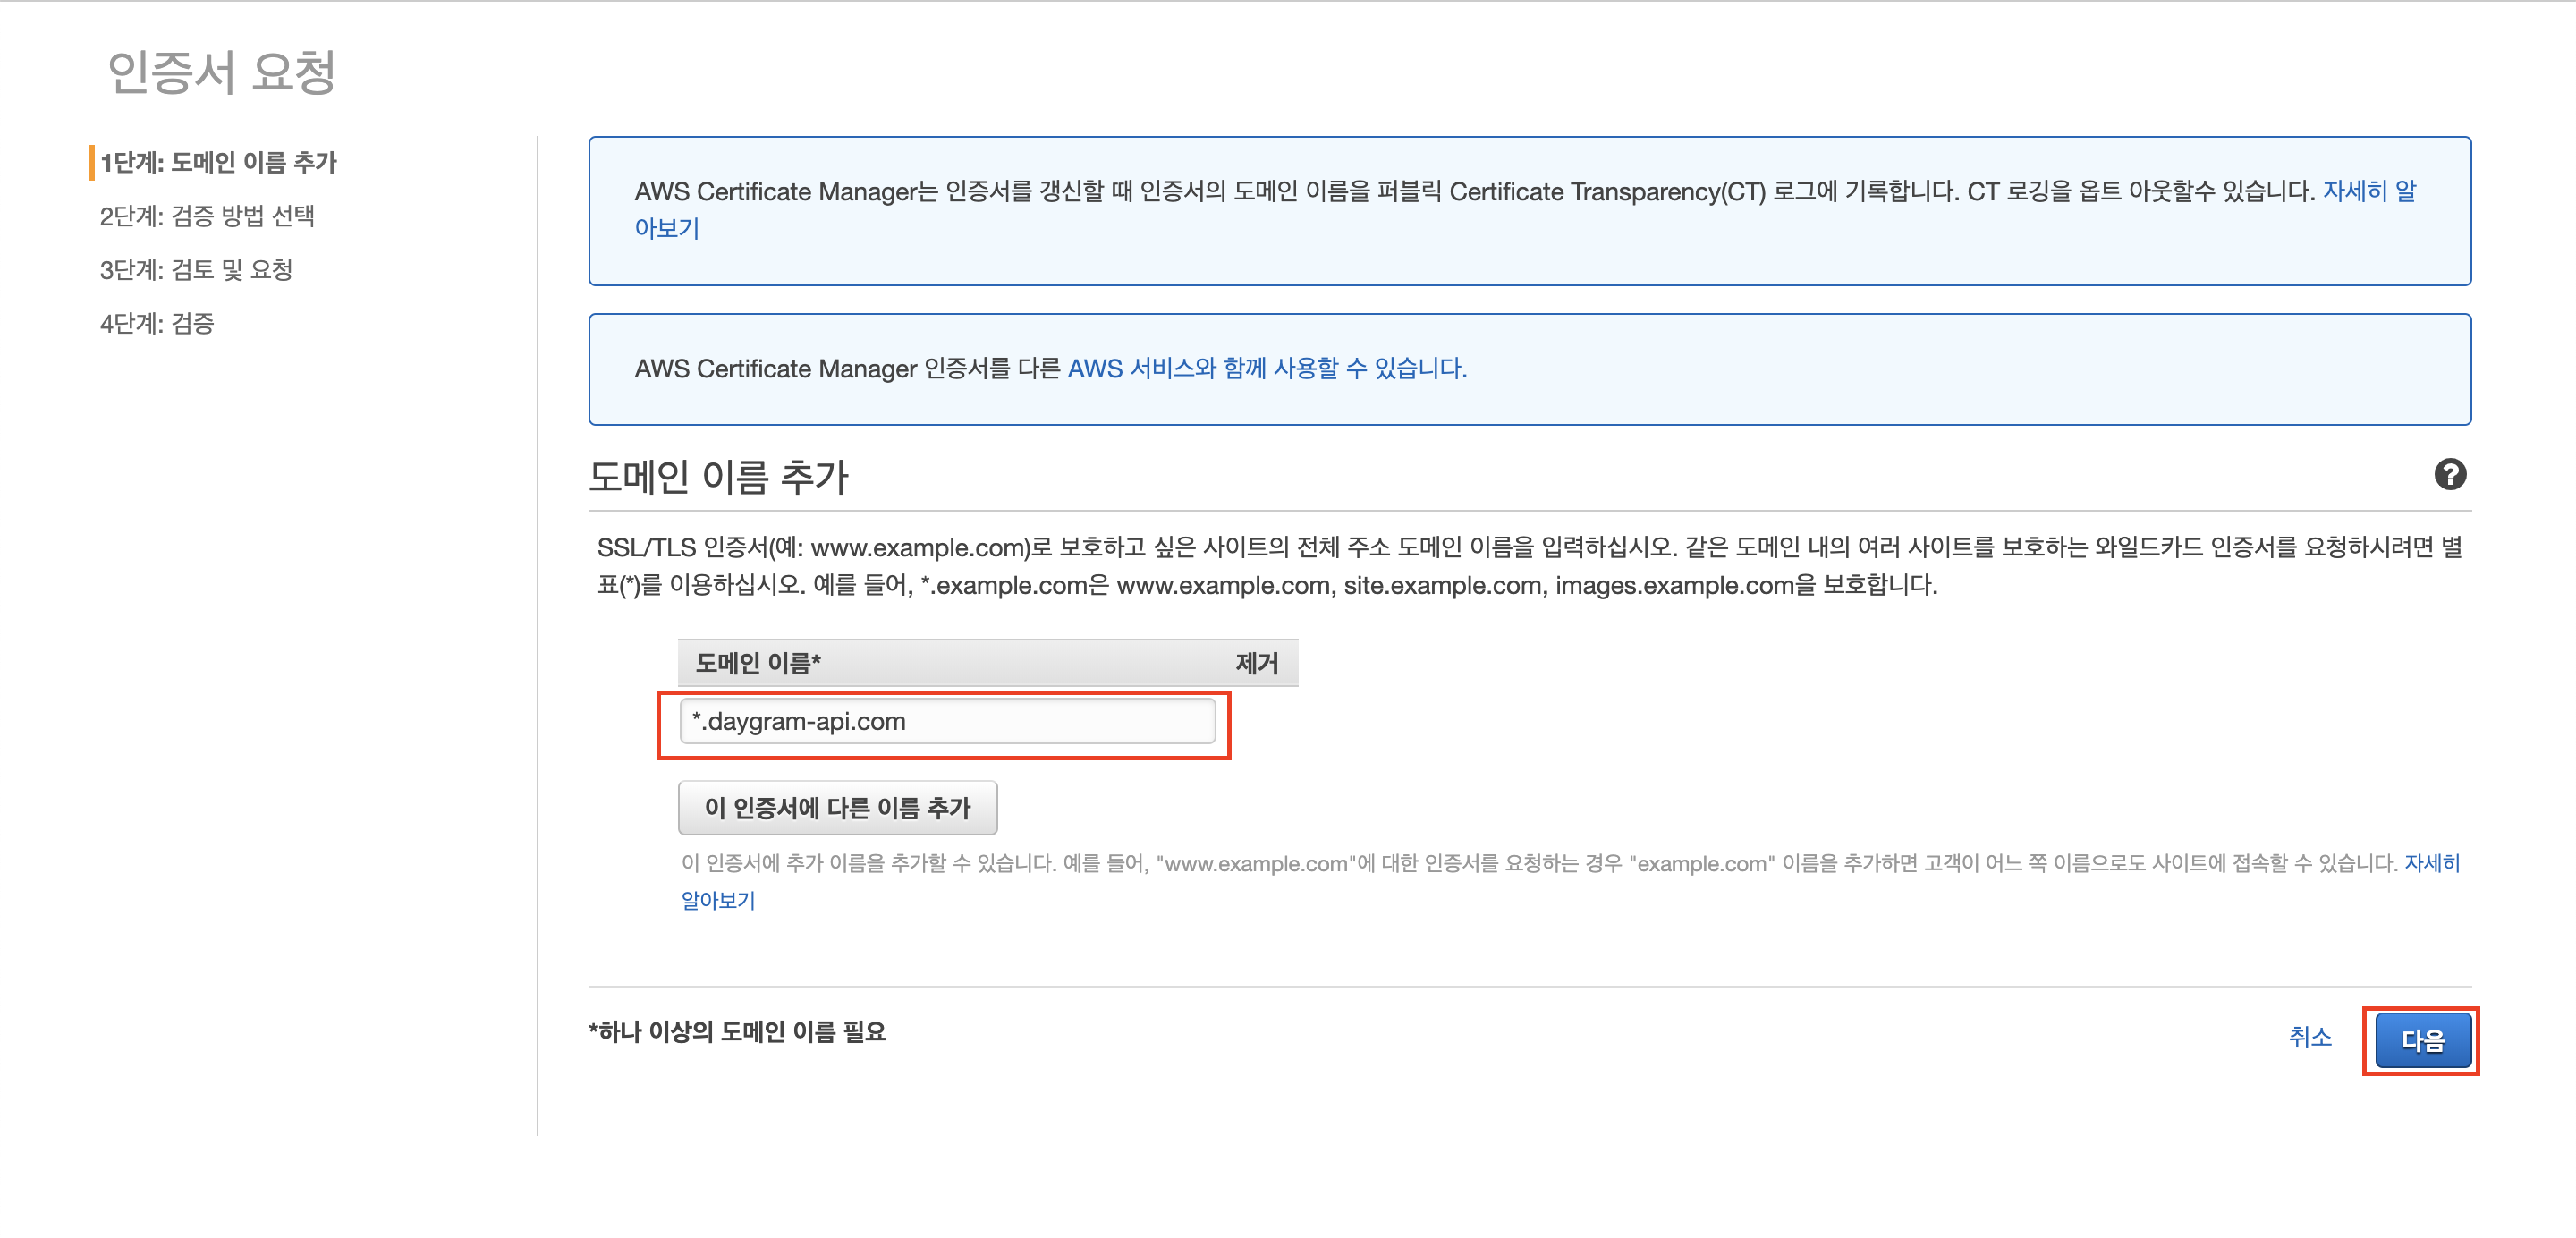 인증서 요청
1단계: 도메인 이름 추가
2단계: 검증 방법 선택
3단계: 검토 및 요청
4단계: 검증
AWS Certificate Manager는 인증서를 갱신할 때 인증서의 도메인 이름을 퍼블릭 Certificate Transparency(CT) 로그에 기록합니다. CT 로깅을 옵트 아웃할수 있습니다. 자세히 알
아보기
AWS Certificate Manager 인증서를 다른 AWS 서비스와 함께 사용할 수 있습니다.
도메인 이름 추가
?
SSL/TLS 인증서(예: www.example.com)로 보호하고 싶은 사이트의 전체 주소 도메인 이름을 입력하십시오. 같은 도메인 내의 여러 사이트를 보호하는 와일드카드 인증서를 요청하시려면 별
표(*)를 이용하십시오. 예를 들어, *.example.com은 www.example.com, site.example.com, images.example.com을 보호합니다.
도메인 이름* 제거
*.daygram-api.com
이 인증서에 다른 이름 추가
이 인증서에 추가 이름을 추가할 수 있습니다. 예를 들어, "www.example.com"에 대한 인증서를 요청하는 경우 "example.com" 이름을 추가하면 고객이 어느 쪽 이름으로도 사이트에 접속할 수 있습니다. 자세히
알아보기
*하나 이상의 도메인 이름 필요
취소 다음